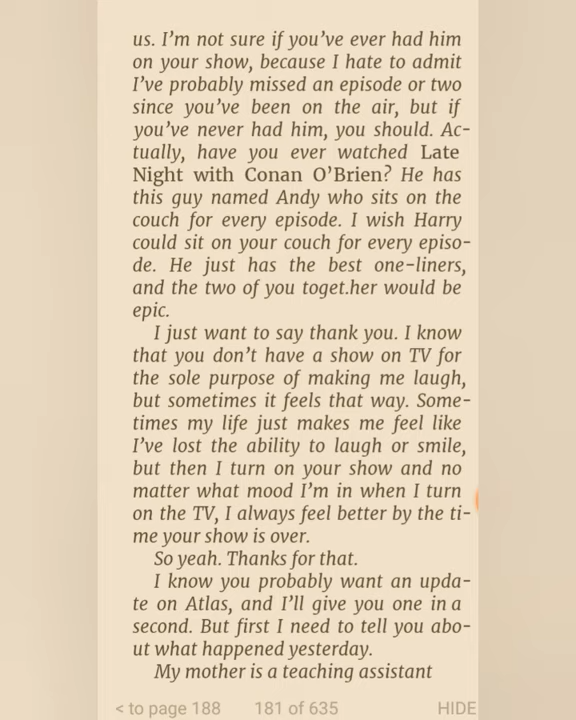 us. I’m not sure if you’ve ever had him
on your show, because I hate to admit
I’ve probably missed an episode or two
since you’ve been on the air, but if
you’ve never had him, you should. Ac-
tually, have you ever watched Late
Night with Conan O’Brien? He has
this guy named Andy who sits on the
couch for every episode. I wish Harry
could sit on your couch for every episo-
de. He just has the best one-liners,
and the two of you toget.her would be
epic.
I just want to say thank you. I know
that you don’t have a show on TV for
the sole purpose of making me laugh,
but sometimes it feels that way. Some-
times my life just makes me feel like
I’ve lost the ability to laugh or smile,
but then I turn on your show and no
matter what mood I’m in when I turn
on the TV, I always feel better by the ti-
me your show is over.
So yeah. Thanks for that.
I know you probably want an upda-
te on Atlas, and I’ll give you one in a
second. But first I need to tell you abo-
ut what happened yesterday.
My mother is a teaching assistant
< to page 188 181 of 635 HIDE